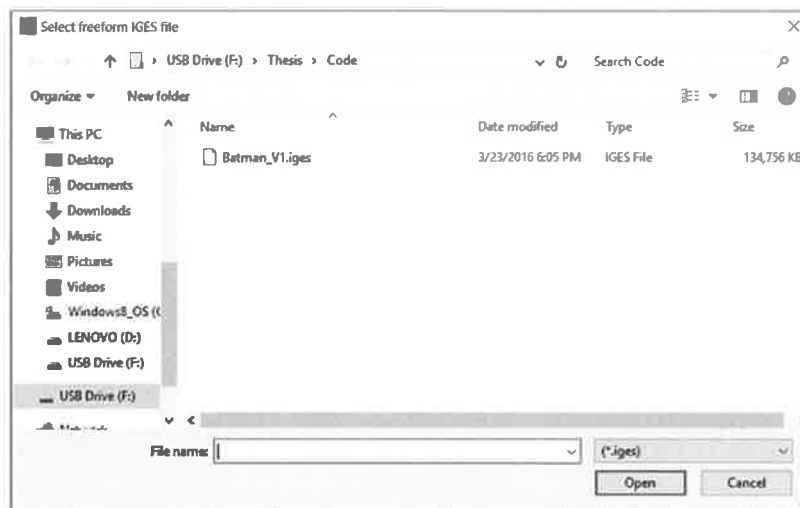 Select freeform IGES file
USB Drive (F:) › Thesis › Code
Search Code
Organize
New folder
Name
Date modified
Type
Size
Batman_V1.iges
3/23/2016 6:05 PM
IGES File
134,756 KB
This PC
Desktop
Documents
Downloads
Music
Pictures
Videos
Windows8_OS (C
LENOVO (D:)
USB Drive (F:)
USB Drive (F:)
File name:
(*.iges)
Open
Cancel